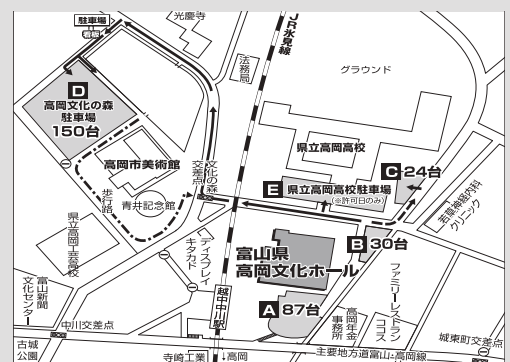 駐車場
看板
光慶寺
JR氷見線
法務局
グラウンド
D
高岡文化の森
駐車場
150台
高岡市美術館
文化の森
交差点
県立高岡高校
C 24台
E 県立高岡高校駐車場
(※許可日のみ)
若草神経内科
クリニック
青井記念館
歩行路
県立高岡工芸高校
ディスプレイ
キタカド
富山県
高岡文化ホール
B 30台
A 87台
越中中川駅
富山新聞
文化センター
高岡年金
事務所
ファミリーレストラン
ココス
中川交差点
城東町交差点
古城
公園
寺崎工業
↓高岡
主要地方道富山・高岡線